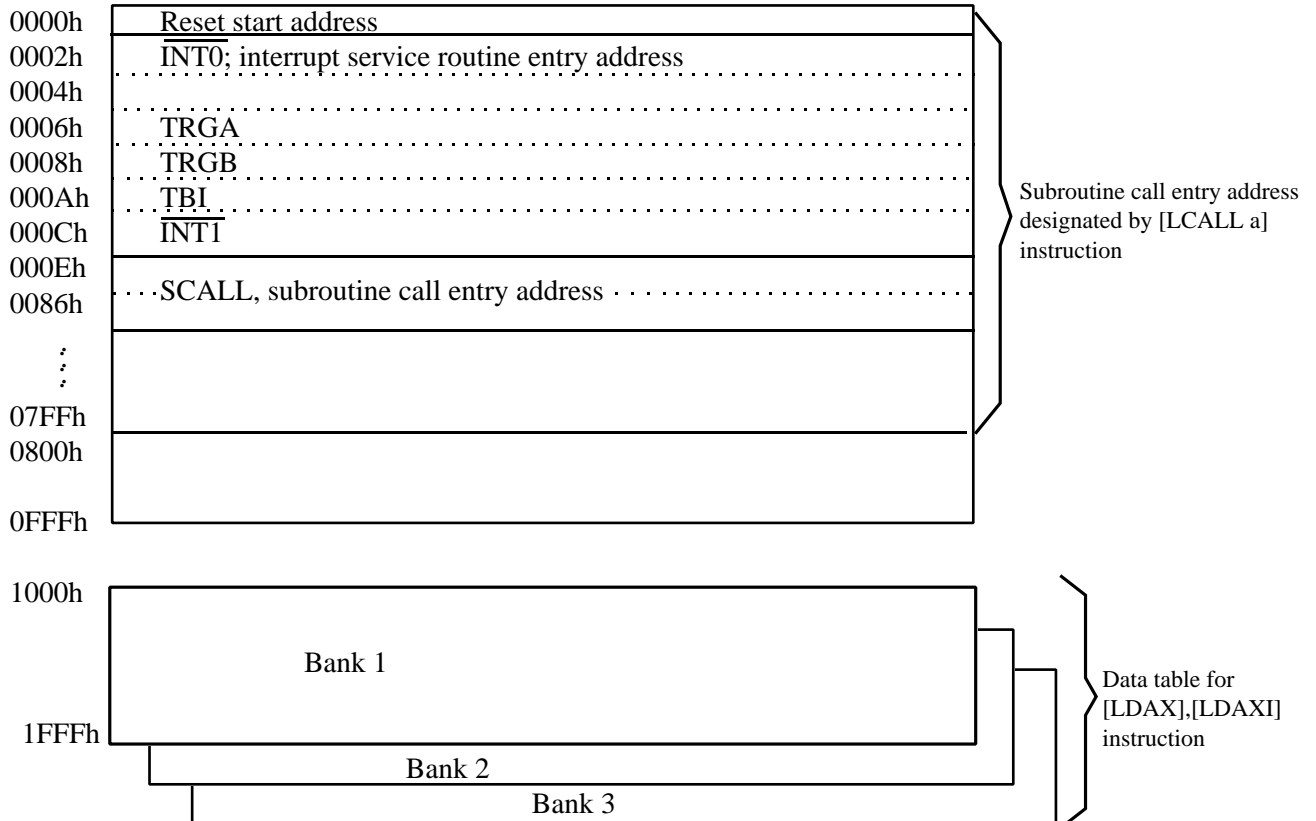 0000h Reset start address
0002h INT0; interrupt service routine entry address
0004h
0006h TRGA
0008h TRGB
000Ah TBI
000Ch INT1
000Eh
SCALL, subroutine call entry address
0086h
07FFh
0800h
0FFFh
Subroutine call entry address
designated by [LCALL a]
instruction
1000h
Bank 1
1FFFh
Bank 2
Bank 3
Data table for
[LDAX],[LDAXI]
instruction